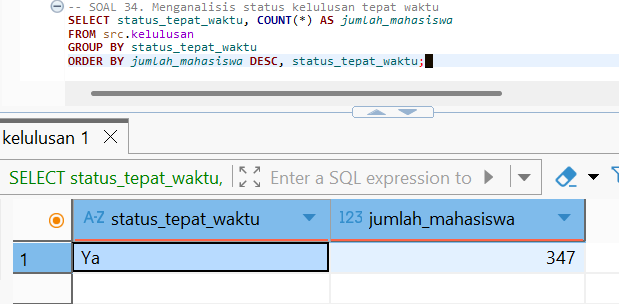 -- SOAL 34. Menganalisis status kelulusan tepat waktu
SELECT status_tepat_waktu, COUNT(*) AS jumlah_mahasiswa
FROM src.kelulusan
GROUP BY status_tepat_waktu
ORDER BY jumlah_mahasiswa DESC, status_tepat_waktu;
kelulusan 1
SELECT status_tepat_waktu, Enter a SQL expression to
A-Z status_tepat_waktu 123 jumlah_mahasiswa
1 Ya 347